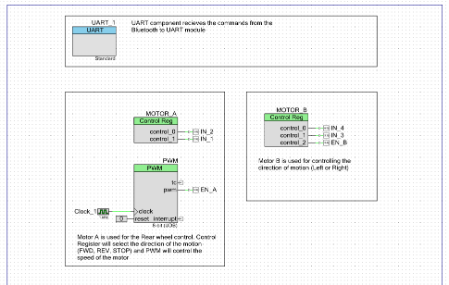 UART_1
UART
Standard
UART component recieves the commands from the
Bluetooth to UART module
MOTOR_A
Control Reg
control_0 IN_2
control_1 IN_1
PWM
PWM
tc
pwm EN_A
Clock_1
clock
0 reset interrupt
Motor A is used for the Rear wheel control. Control
Register will select the direction of the motion
(FWD, REV, STOP) and PWM will control the
speed of the motor
MOTOR_B
Control Reg
control_0 IN_4
control_1 IN_3
control_2 EN_B
Motor B is used for controlling the
direction of motion (Left or Right)